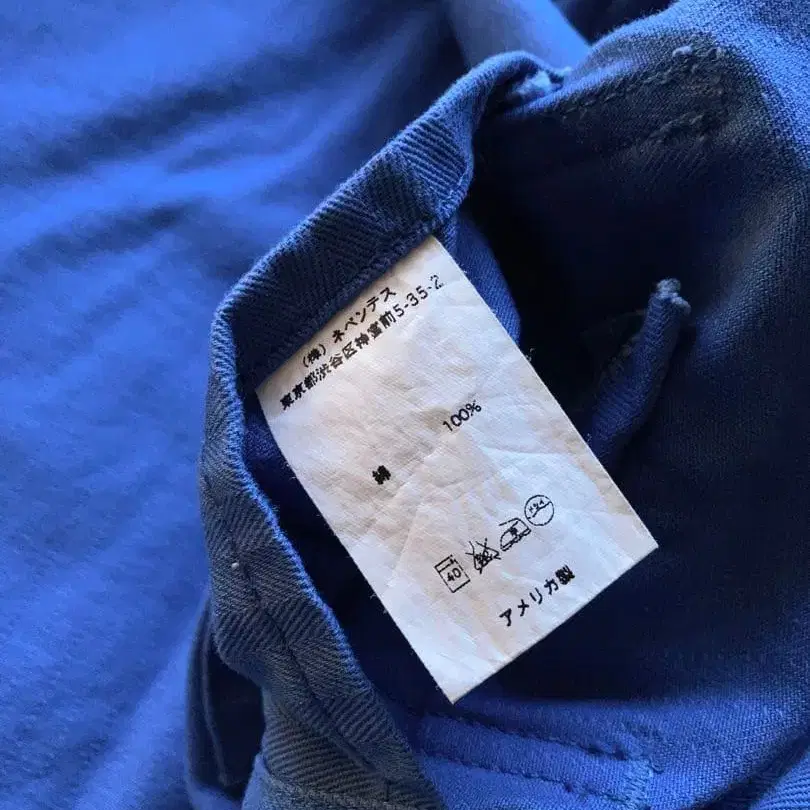 (株) ネペンテス
東京都渋谷区神宮前5-35-2
綿 100%
40
アメリカ製